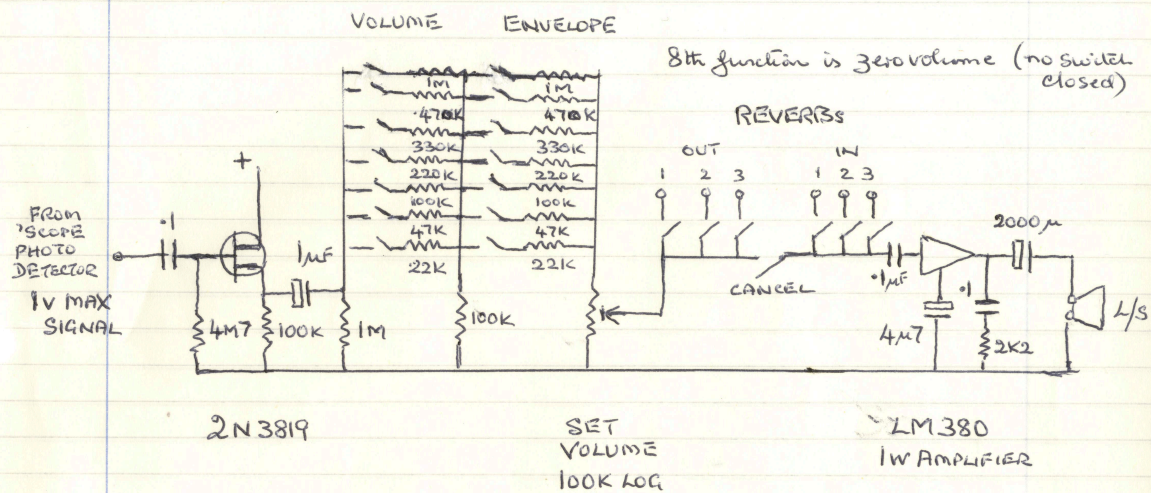 VOLUME ENVELOPE
8th function is zero volume (no switch
closed)
1M 1M
470K 470K
330K 330K
220K 220K
100K 100K
47K 47K
22K 22K
REVERBS
OUT IN
1 2 3 1 2 3
+
FROM
'SCOPE
PHOTO
DETECTOR
1V MAX
SIGNAL
.1
1µF
4M7
100K
1M
100K
CANCEL
.1µF
2000µ
4µ7
.1
2K2
L/S
2N3819
SET
VOLUME
100K LOG
LM380
1W AMPLIFIER